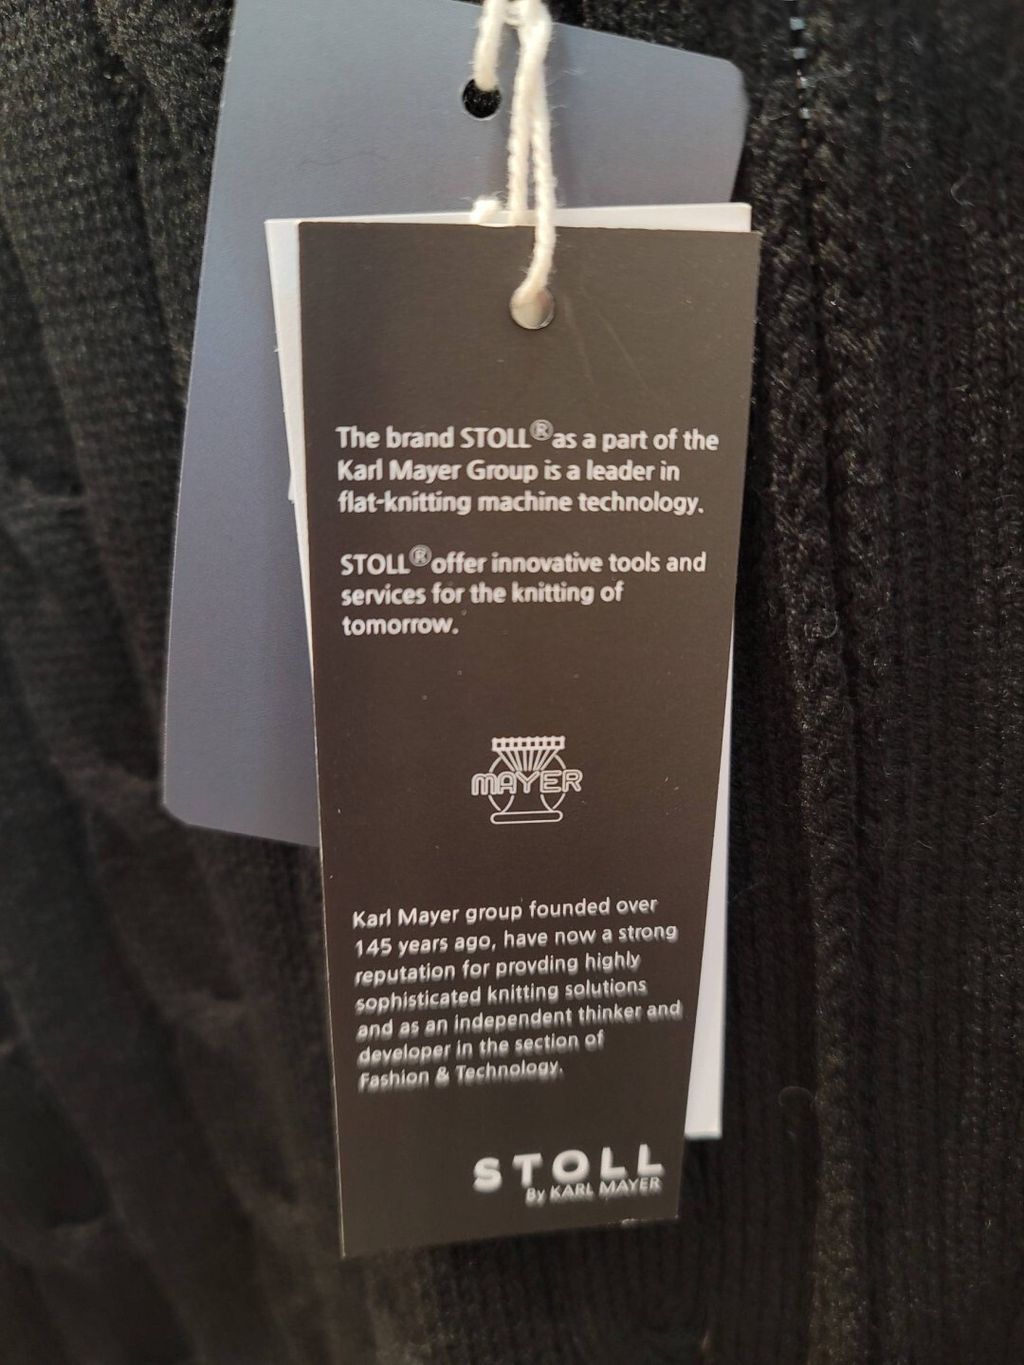 The brand STOLL® as a part of the
Karl Mayer Group is a leader in
flat-knitting machine technology.
STOLL® offer innovative tools and
services for the knitting of
tomorrow.
MAYER
Karl Mayer group founded over
145 years ago, have now a strong
reputation for provding highly
sophisticated knitting solutions
and as an independent thinker and
developer in the section of
Fashion & Technology.
STOLL
By KARL MAYER